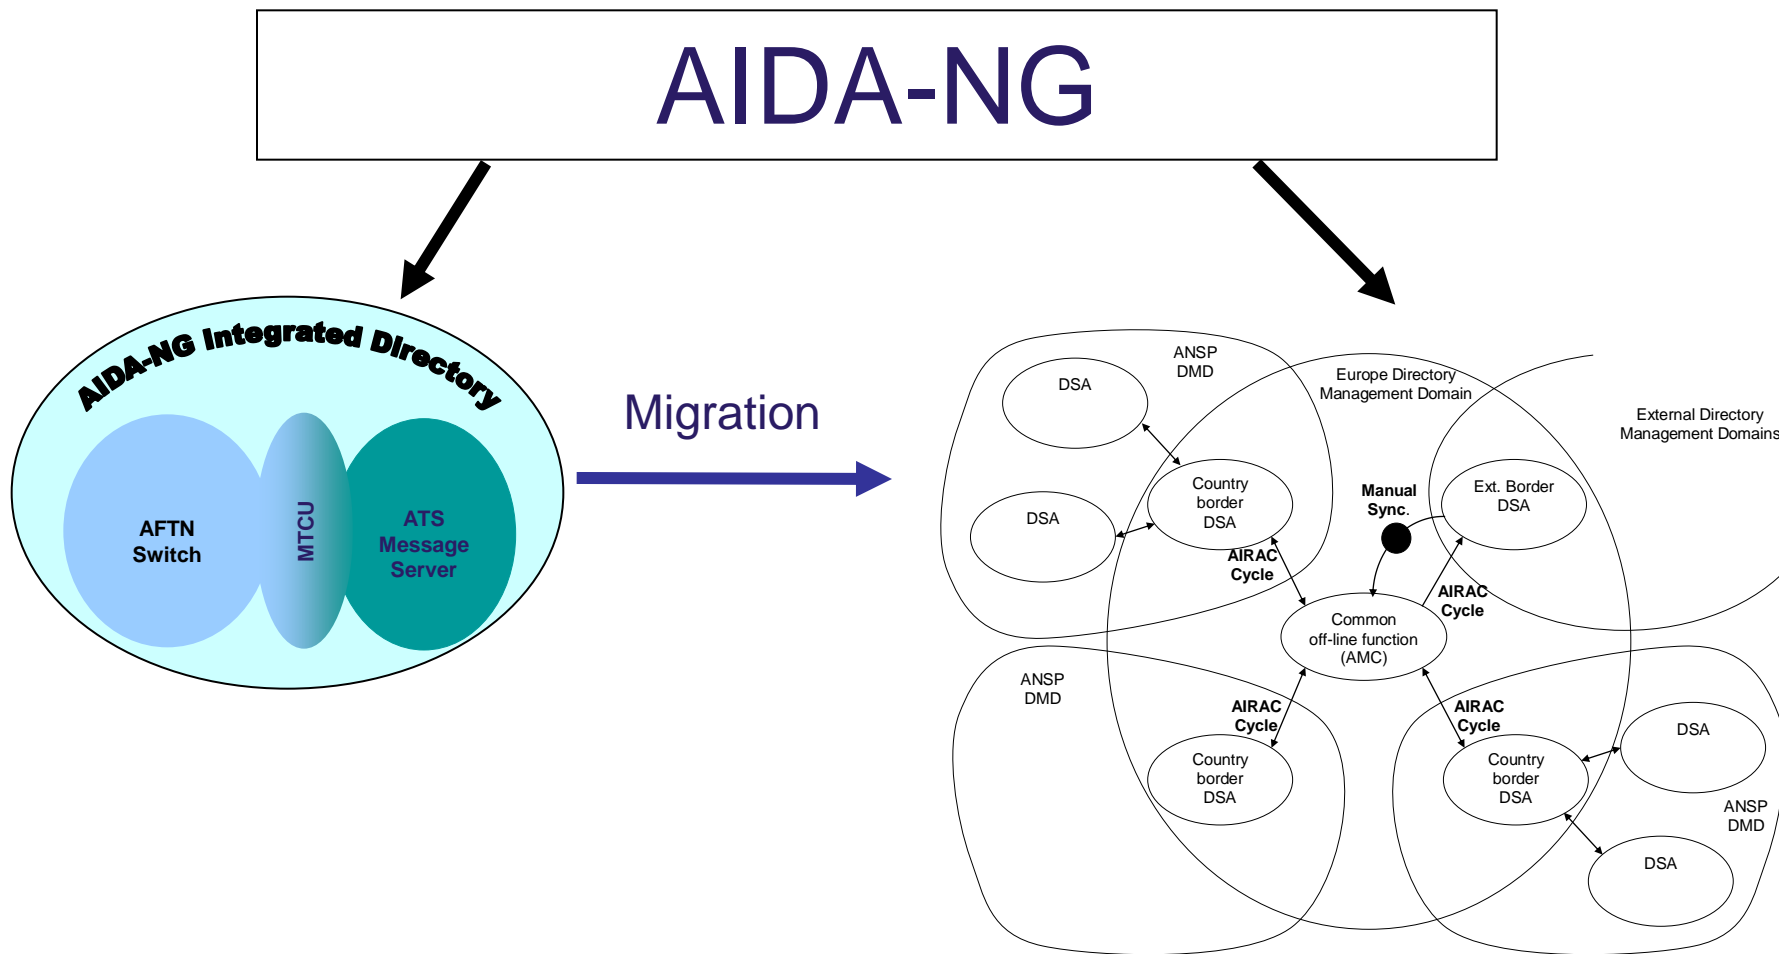 AIDA-NG
AIDA-NG Integrated Directory
AFTN
Switch
MTCU
ATS
Message
Server
Migration
ANSP
DMD
DSA
DSA
Country
border
DSA
AIRAC
Cycle
Europe Directory
Management Domain
External Directory
Management Domains
Manual
Sync.
Ext. Border
DSA
AIRAC
Cycle
Common
off-line function
(AMC)
ANSP
DMD
AIRAC
Cycle
Country
border
DSA
AIRAC
Cycle
Country
border
DSA
DSA
ANSP
DMD
DSA